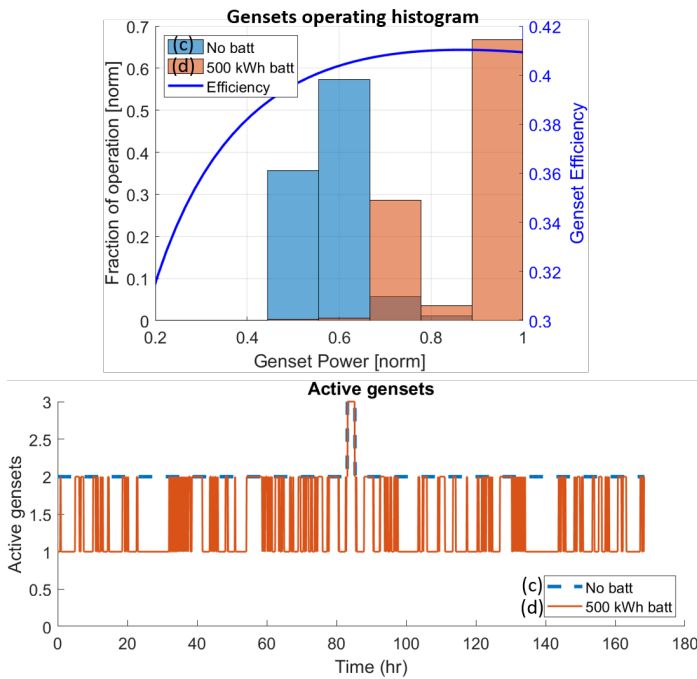 Gensets operating histogram
0.7
0.6
0.5
0.4
0.3
0.2
0.1
0
Fraction of operation [norm]
(c) No batt
(d) 500 kWh batt
Efficiency
0.42
0.4
0.38
0.36
0.34
0.32
0.3
Genset Efficiency
0.2 0.4 0.6 0.8 1
Genset Power [norm]
Active gensets
3
2.5
2
1.5
1
0.5
0
Active gensets
(c) No batt
(d) 500 kWh batt
0 20 40 60 80 100 120 140 160 180
Time (hr)